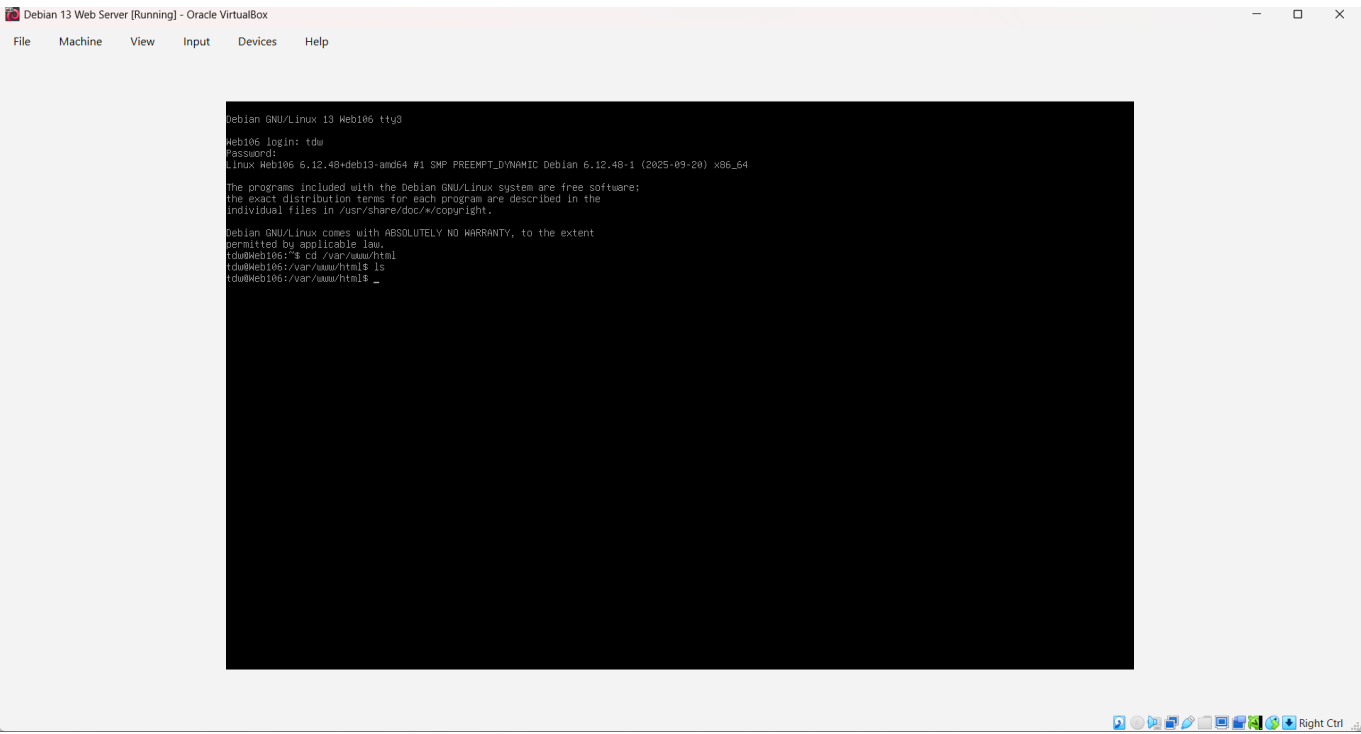 Debian 13 Web Server [Running] - Oracle VirtualBox
File Machine View Input Devices Help
Debian GNU/Linux 13 Web106 tty3
Web106 login: tdw
Password:
Linux Web106 6.12.48+deb13-amd64 #1 SMP PREEMPT_DYNAMIC Debian 6.12.48-1 (2025-09-20) x86_64
The programs included with the Debian GNU/Linux system are free software;
the exact distribution terms for each program are described in the
individual files in /usr/share/doc/*/copyright.
Debian GNU/Linux comes with ABSOLUTELY NO WARRANTY, to the extent
permitted by applicable law.
tdw@Web106:~$ cd /var/www/html
tdw@Web106:/var/www/html$ ls
tdw@Web106:/var/www/html$ _
Right Ctrl